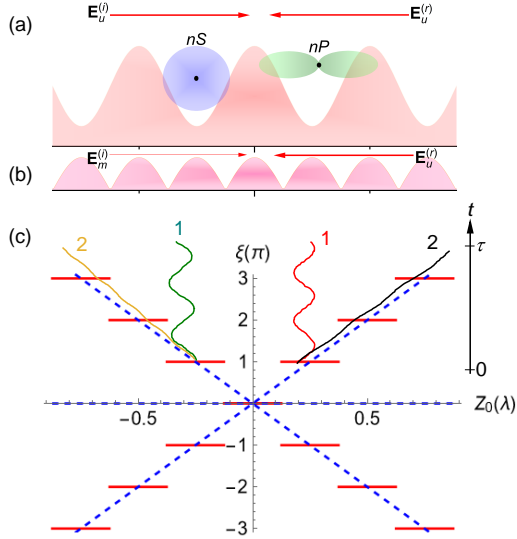 E_u^(i) E_u^(r)
(a)
nS nP
E_m^(i) E_u^(r)
(b)
(c)
2 1 ξ(π) 1 2 t
τ
3
2
1
0
-0.5 0.5 Z_0(λ)
-1
-2
-3